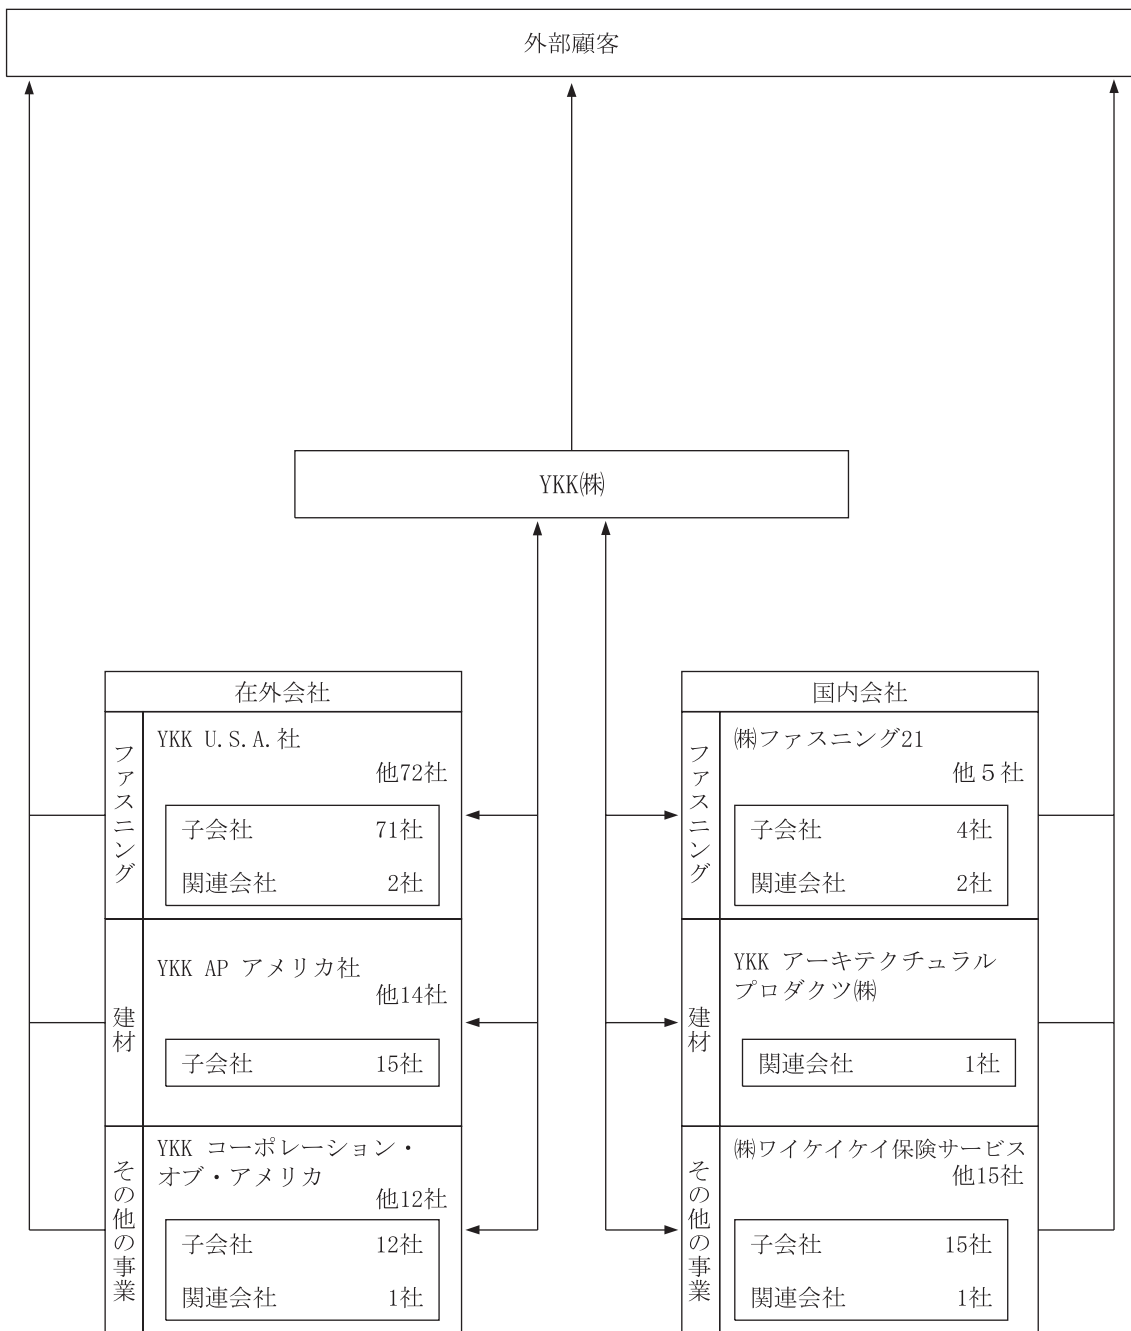 外部顧客
YKK㈱
在外会社
ファスニング
YKK U.S.A.社
他72社
子会社 71社
関連会社 2社
建材
YKK AP アメリカ社
他14社
子会社 15社
その他の事業
YKK コーポレーション・
オブ・アメリカ
他12社
子会社 12社
関連会社 1社
国内会社
ファスニング
㈱ファスニング21
他５社
子会社 4社
関連会社 2社
建材
YKK アーキテクチュラル
プロダクツ㈱
関連会社 1社
その他の事業
㈱ワイケイケイ保険サービス
他15社
子会社 15社
関連会社 1社